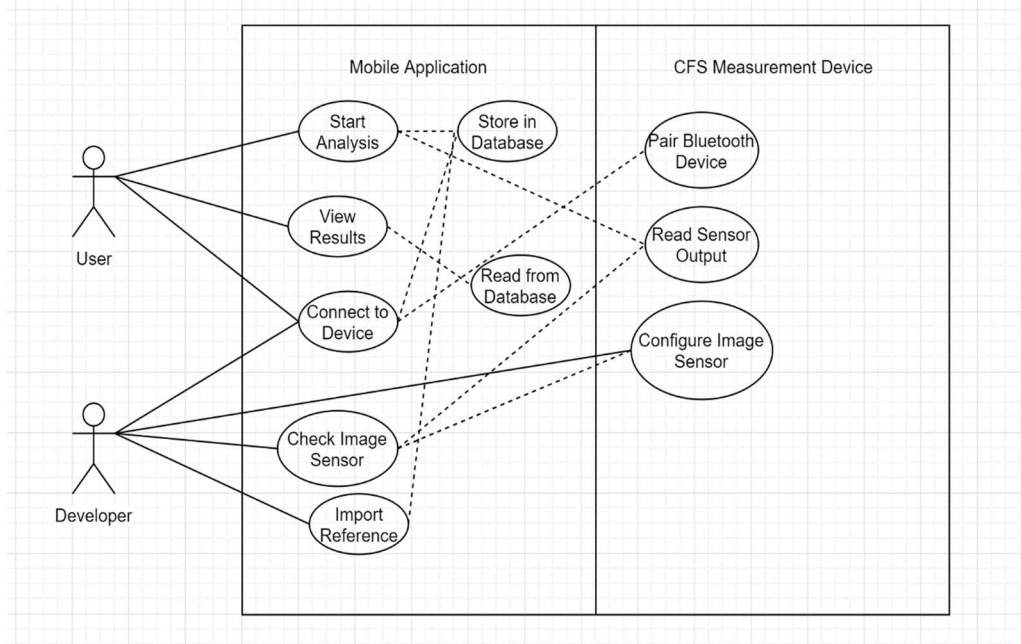 Mobile Application
CFS Measurement Device
Start
Analysis
Store in
Database
Pair Bluetooth
Device
User
View
Results
Read Sensor
Output
Read from
Database
Connect to
Device
Configure Image
Sensor
Developer
Check Image
Sensor
Import
Reference